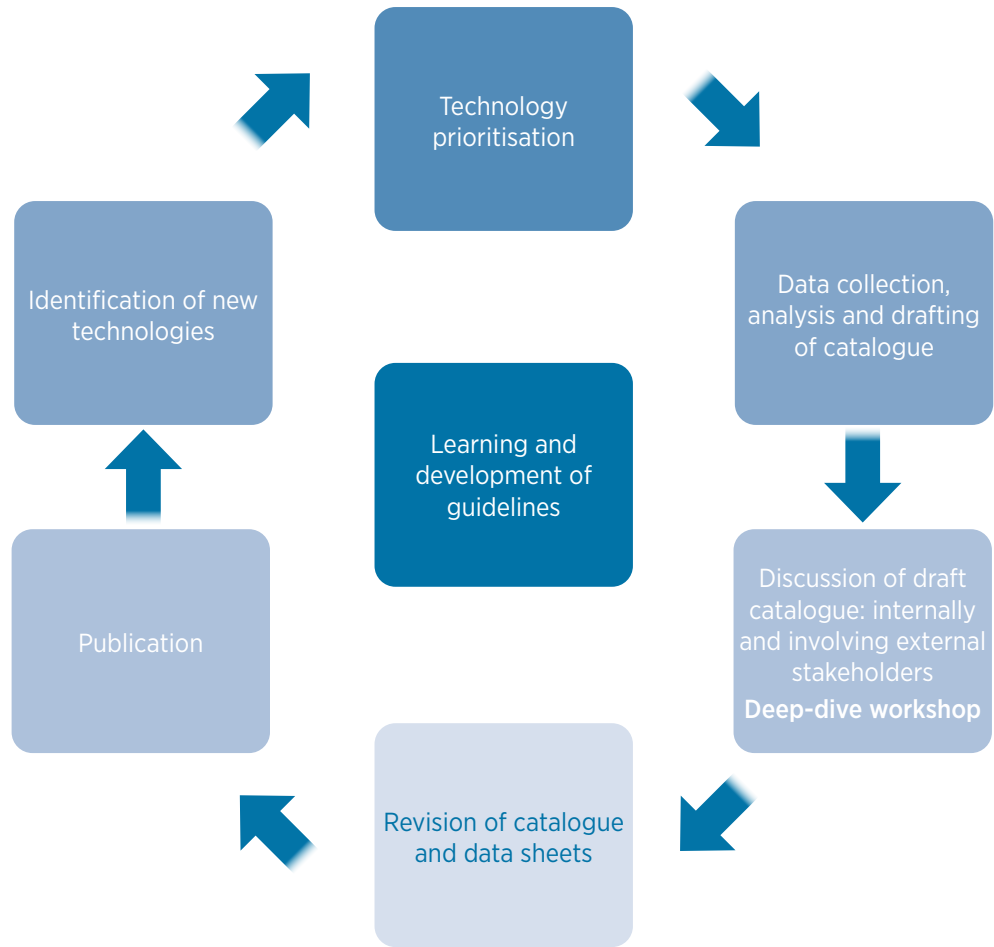 Technology
prioritisation
Identification of new
technologies
Data collection,
analysis and drafting
of catalogue
Learning and
development of
guidelines
Publication
Discussion of draft
catalogue: internally
and involving external
stakeholders
Deep-dive workshop
Revision of catalogue
and data sheets